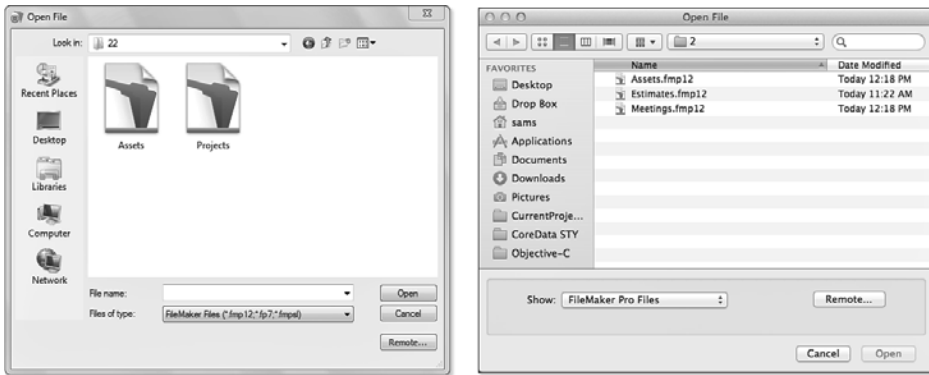 Open File
Look in:
22
Recent Places
Desktop
Libraries
Computer
Network
Assets
Projects
File name:
Open
Files of type:
FileMaker Files (*.fmp12;*.fp7;*.fmpsl)
Cancel
Remote...
Open File
2
FAVORITES
Desktop
Drop Box
sams
Applications
Documents
Downloads
Pictures
CurrentProje...
CoreData STY
Objective-C
Name
Date Modified
Assets.fmp12
Today 12:18 PM
Estimates.fmp12
Today 11:22 AM
Meetings.fmp12
Today 12:18 PM
Show:
FileMaker Pro Files
Remote...
Cancel
Open